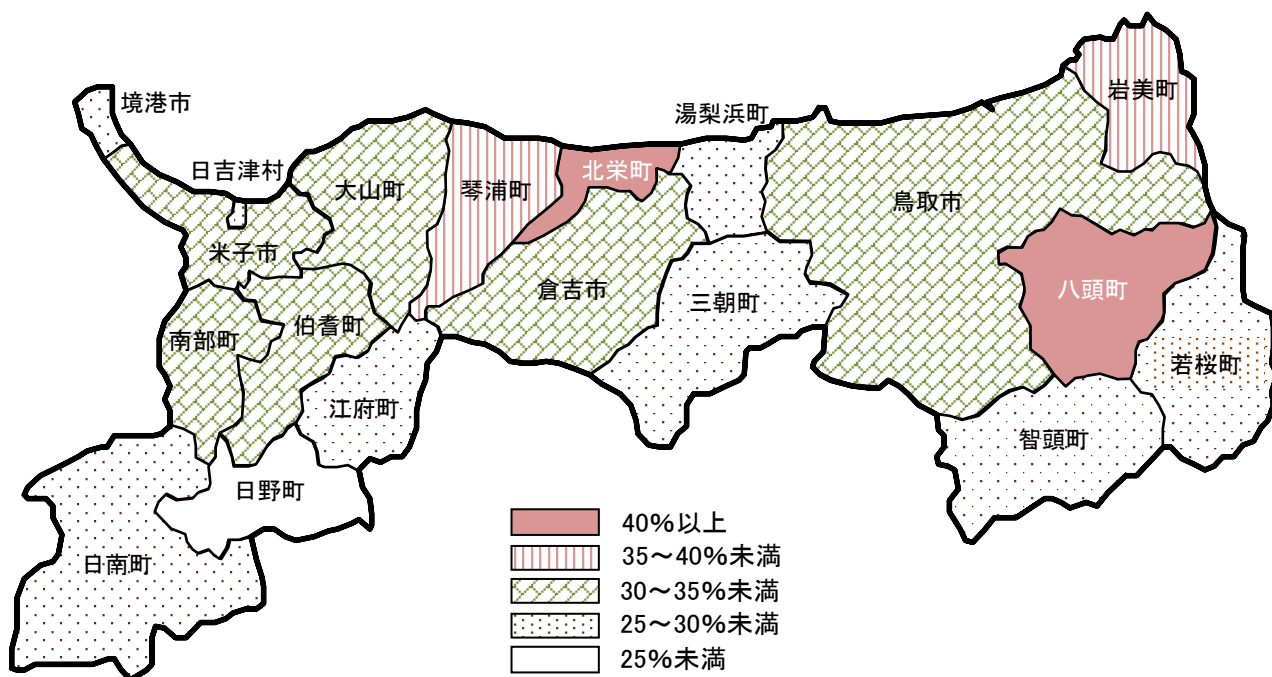 岩美町
境港市
湯梨浜町
日吉津村
北栄町
大山町
琴浦町
鳥取市
米子市
倉吉市
三朝町
八頭町
伯耆町
南部町
若桜町
江府町
智頭町
日野町
日南町
40%以上
35～40%未満
30～35%未満
25～30%未満
25%未満